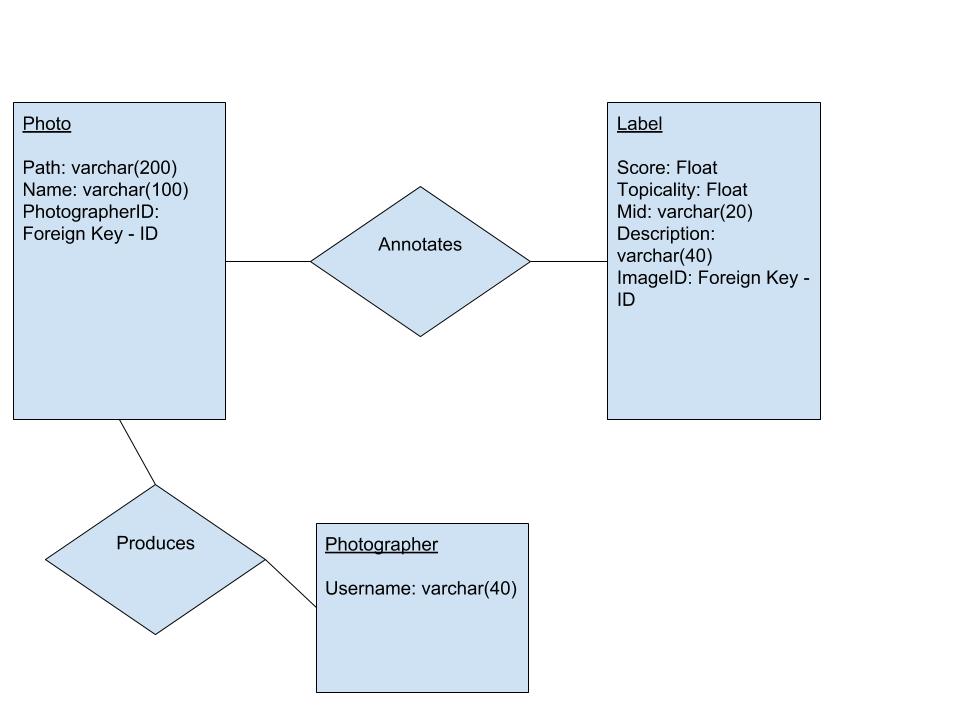 Photo
Path: varchar(200)
Name: varchar(100)
PhotographerID:
Foreign Key - ID
Annotates
Label
Score: Float
Topicality: Float
Mid: varchar(20)
Description:
varchar(40)
ImageID: Foreign Key -
ID
Produces
Photographer
Username: varchar(40)